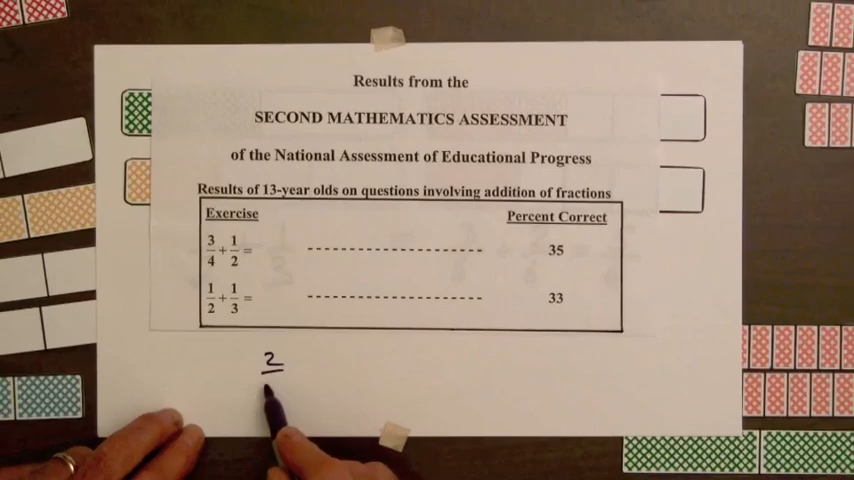 Results from the
SECOND MATHEMATICS ASSESSMENT
of the National Assessment of Educational Progress
Results of 13-year olds on questions involving addition of fractions
Exercise Percent Correct
3/4 + 1/2 = ------------------------ 35
1/2 + 1/3 = ------------------------ 33
2